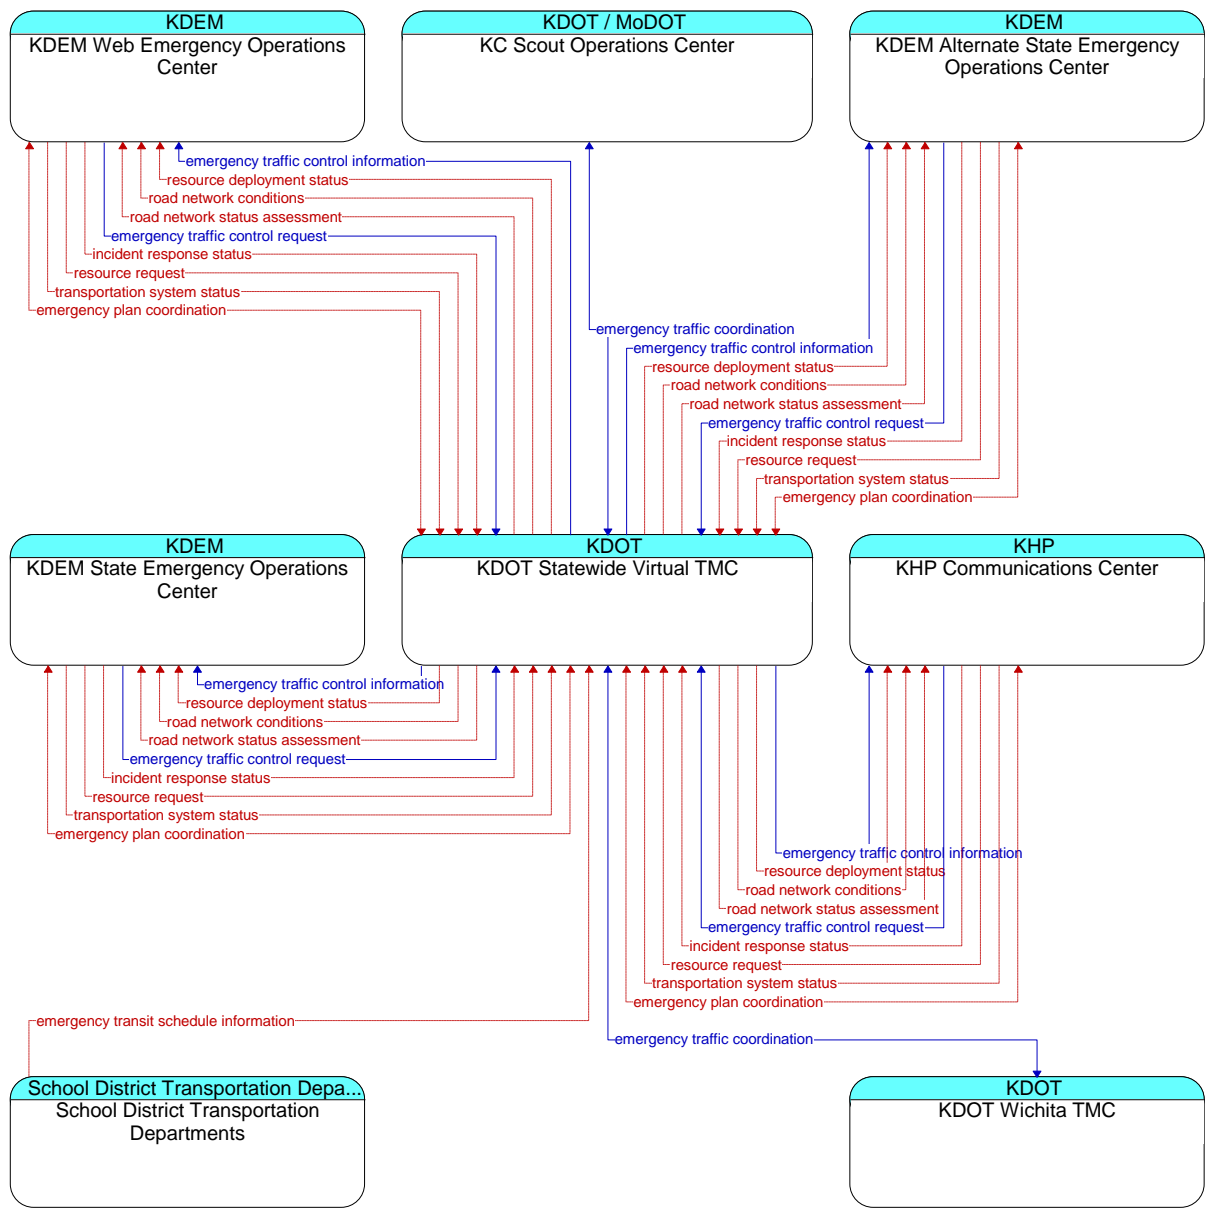 KDEM
KDEM Web Emergency Operations
Center
KDOT / MoDOT
KC Scout Operations Center
KDEM
KDEM Alternate State Emergency
Operations Center
emergency traffic control information
resource deployment status
road network conditions
road network status assessment
emergency traffic control request
incident response status
resource request
transportation system status
emergency plan coordination
emergency traffic coordination
emergency traffic control information
resource deployment status
road network conditions
road network status assessment
emergency traffic control request
incident response status
resource request
transportation system status
emergency plan coordination
KDEM
KDEM State Emergency Operations
Center
KDOT
KDOT Statewide Virtual TMC
KHP
KHP Communications Center
emergency traffic control information
resource deployment status
road network conditions
road network status assessment
emergency traffic control request
incident response status
resource request
transportation system status
emergency plan coordination
emergency traffic control information
resource deployment status
road network conditions
road network status assessment
emergency traffic control request
incident response status
resource request
transportation system status
emergency plan coordination
emergency transit schedule information
emergency traffic coordination
School District Transportation Depa...
School District Transportation
Departments
KDOT
KDOT Wichita TMC